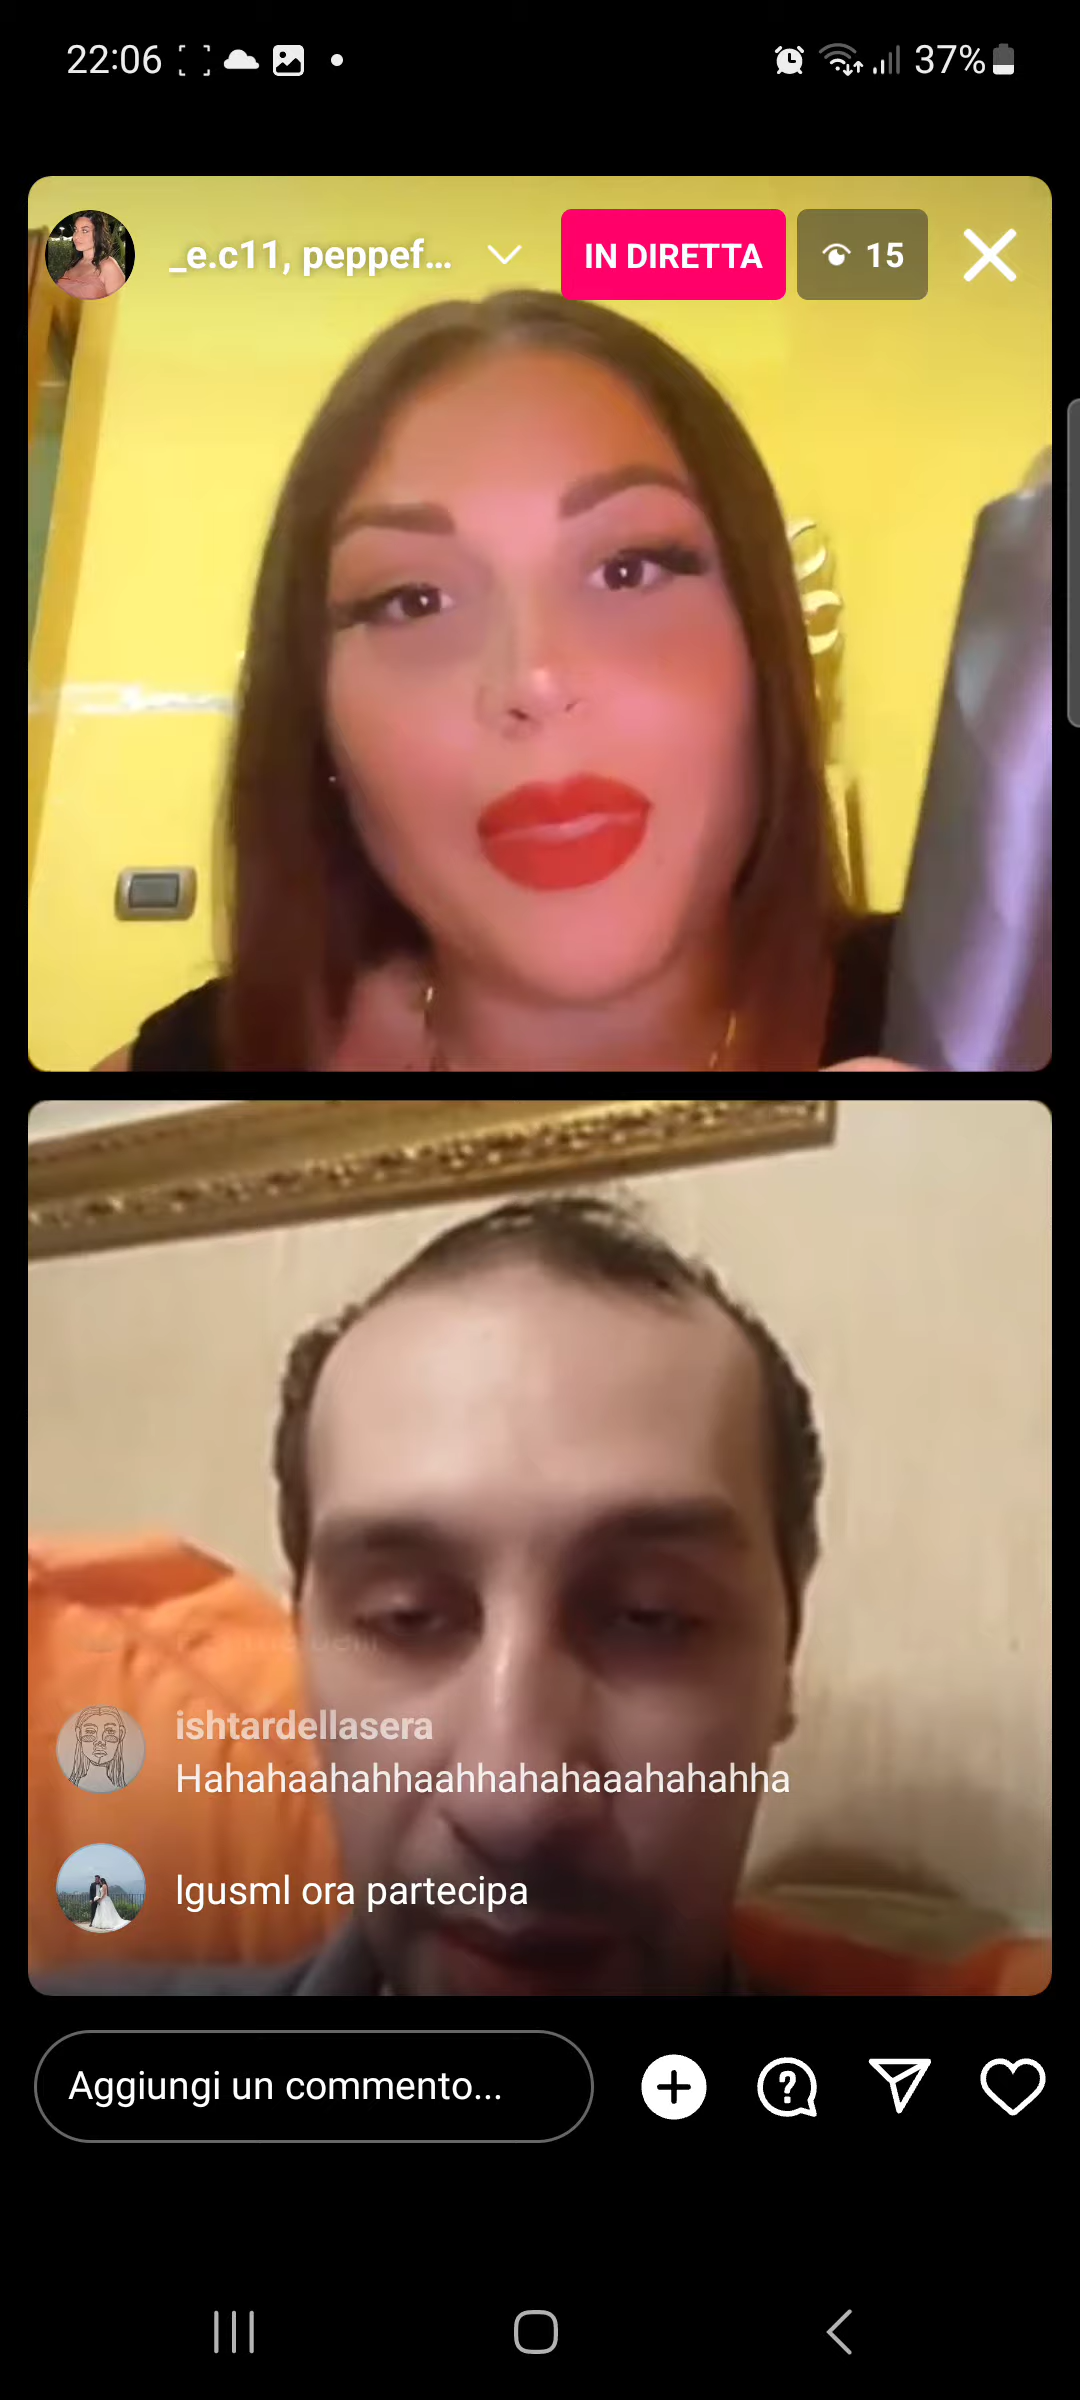 22:06
37%
_e.c11, peppef...
IN DIRETTA
15
ishtardellasera
Hahahaahahhaahhahahaaahahahha
lgusml ora partecipa
Aggiungi un commento...